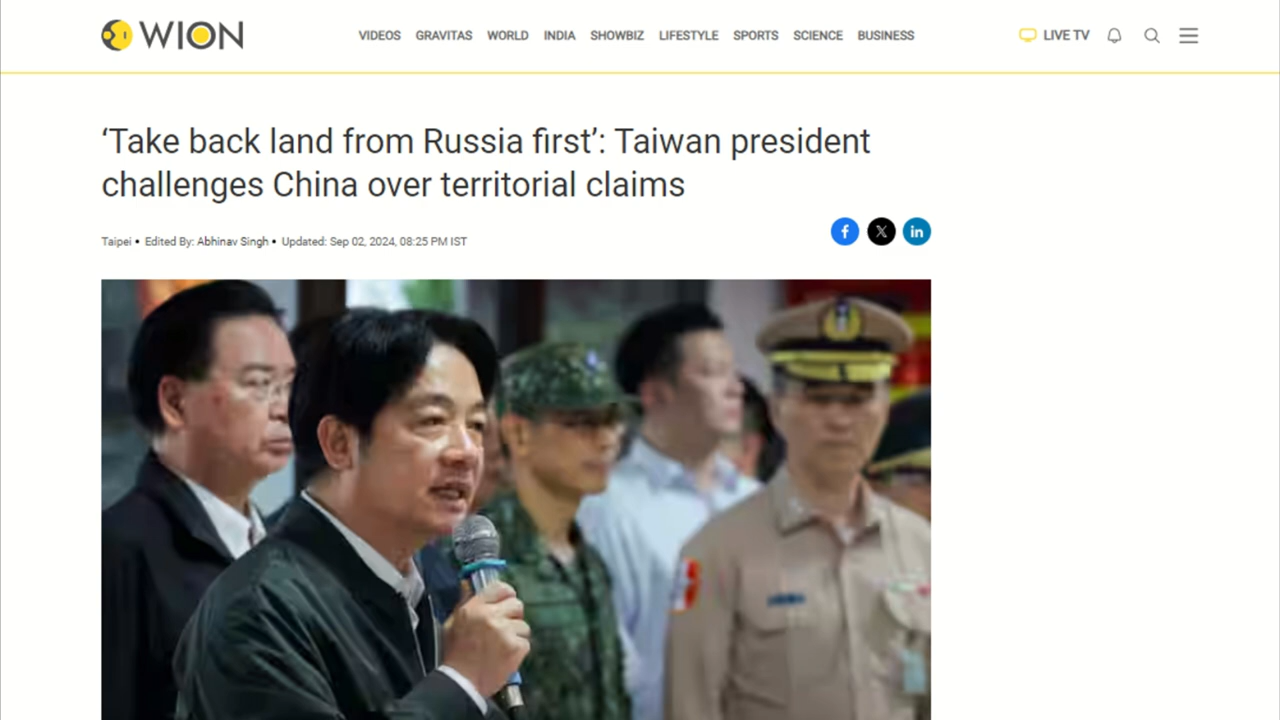 WION
VIDEOS GRAVITAS WORLD INDIA SHOWBIZ LIFESTYLE SPORTS SCIENCE BUSINESS
LIVE TV
‘Take back land from Russia first’: Taiwan president
challenges China over territorial claims
Taipei • Edited By: Abhinav Singh • Updated: Sep 02, 2024, 08:25 PM IST
f X in